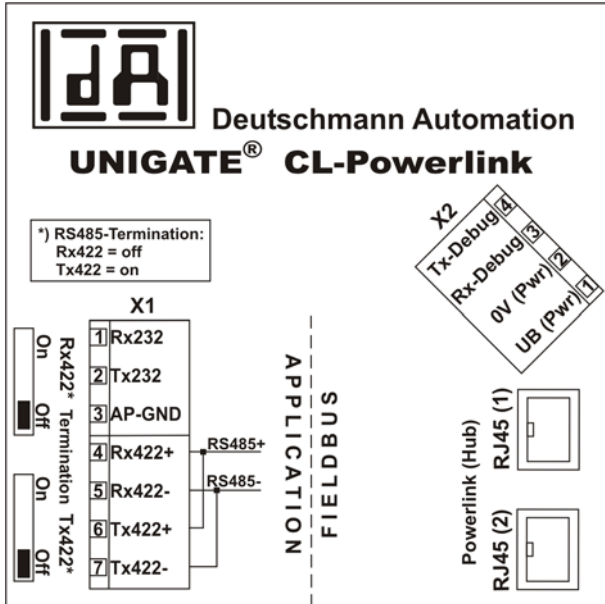 dA
Deutschmann Automation
UNIGATE® CL-Powerlink
*) RS485-Termination:
Rx422 = off
Tx422 = on
X2
4 Tx-Debug
3 Rx-Debug
2 0V (Pwr)
1 UB (Pwr)
X1
1 Rx232
2 Tx232
3 AP-GND
4 Rx422+
5 Rx422-
6 Tx422+
7 Tx422-
RS485+
RS485-
On
Off
Rx422* Termination Tx422*
On
Off
APPLICATION
FIELDBUS
Powerlink (Hub)
RJ45 (1)
RJ45 (2)